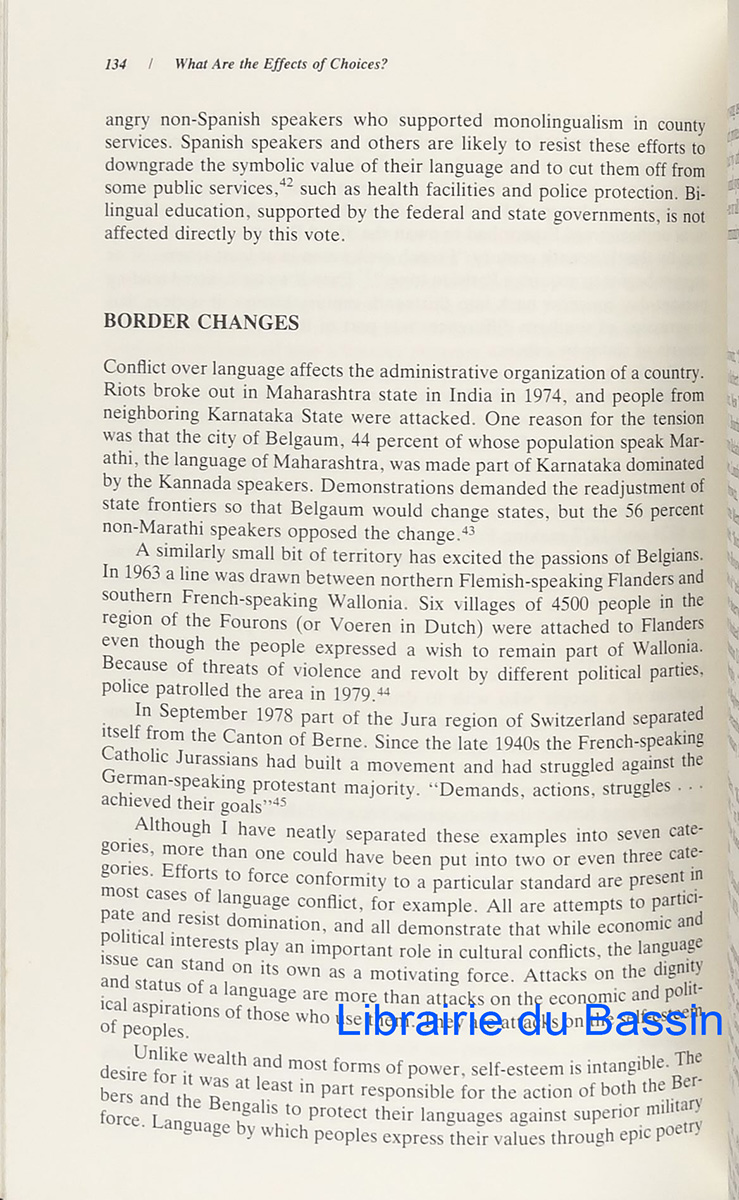 134 / What Are the Effects of Choices?
angry non-Spanish speakers who supported monolingualism in county
services. Spanish speakers and others are likely to resist these efforts to
downgrade the symbolic value of their language and to cut them off from
some public services,42 such as health facilities and police protection. Bi-
lingual education, supported by the federal and state governments, is not
affected directly by this vote.
BORDER CHANGES
Conflict over language affects the administrative organization of a country.
Riots broke out in Maharashtra state in India in 1974, and people from
neighboring Karnataka State were attacked. One reason for the tension
was that the city of Belgaum, 44 percent of whose population speak Mar-
athi, the language of Maharashtra, was made part of Karnataka dominated
by the Kannada speakers. Demonstrations demanded the readjustment of
state frontiers so that Belgaum would change states, but the 56 percent
non-Marathi speakers opposed the change.43
A similarly small bit of territory has excited the passions of Belgians.
In 1963 a line was drawn between northern Flemish-speaking Flanders and
southern French-speaking Wallonia. Six villages of 4500 people in the
region of the Fourons (or Voeren in Dutch) were attached to Flanders
even though the people expressed a wish to remain part of Wallonia.
Because of threats of violence and revolt by different political parties,
police patrolled the area in 1979.44
In September 1978 part of the Jura region of Switzerland separated
itself from the Canton of Berne. Since the late 1940s the French-speaking
Catholic Jurassians had built a movement and had struggled against the
German-speaking protestant majority. "Demands, actions, struggles . . .
achieved their goals"45
Although I have neatly separated these examples into seven cate-
gories, more than one could have been put into two or even three cate-
gories. Efforts to force conformity to a particular standard are present in
most cases of language conflict, for example. All are attempts to partici-
pate and resist domination, and all demonstrate that while economic and
political interests play an important role in cultural conflicts, the language
issue can stand on its own as a motivating force. Attacks on the dignity
and status of a language are more than attacks on the economic and polit-
ical aspirations of those who use them. They are attacks on the self-esteem
of peoples.
Librairie du Bassin
Unlike wealth and most forms of power, self-esteem is intangible. The
desire for it was at least in part responsible for the action of both the Ber-
bers and the Bengalis to protect their languages against superior military
force. Language by which peoples express their values through epic poetry